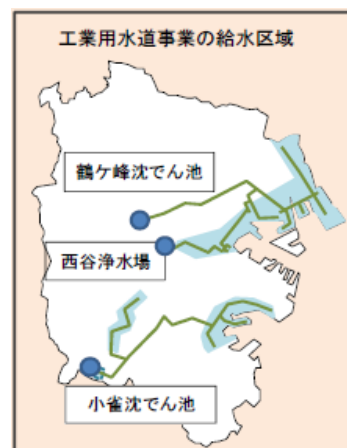 工業用水道事業の給水区域
鶴ケ峰沈でん池
西谷浄水場
小雀沈でん池